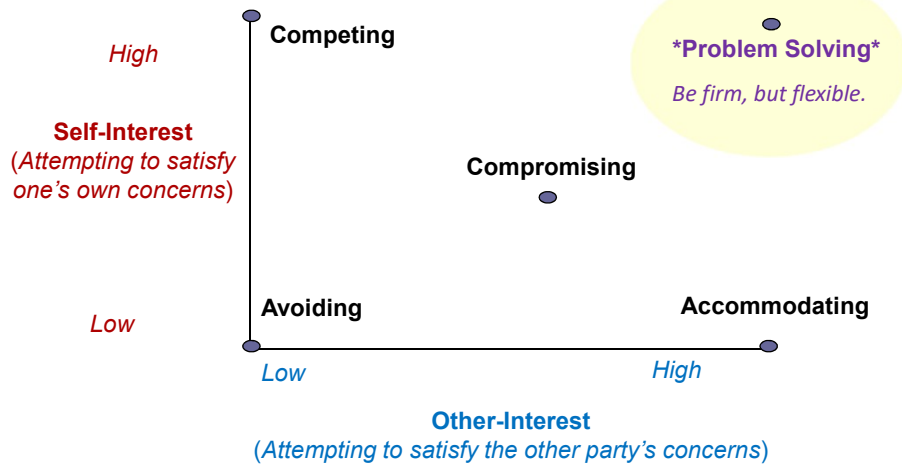 Competing
*Problem Solving*
High
Be firm, but flexible.
Self-Interest
(Attempting to satisfy
one's own concerns)
Compromising
Avoiding
Accommodating
Low
Low
High
Other-Interest
(Attempting to satisfy the other party's concerns)